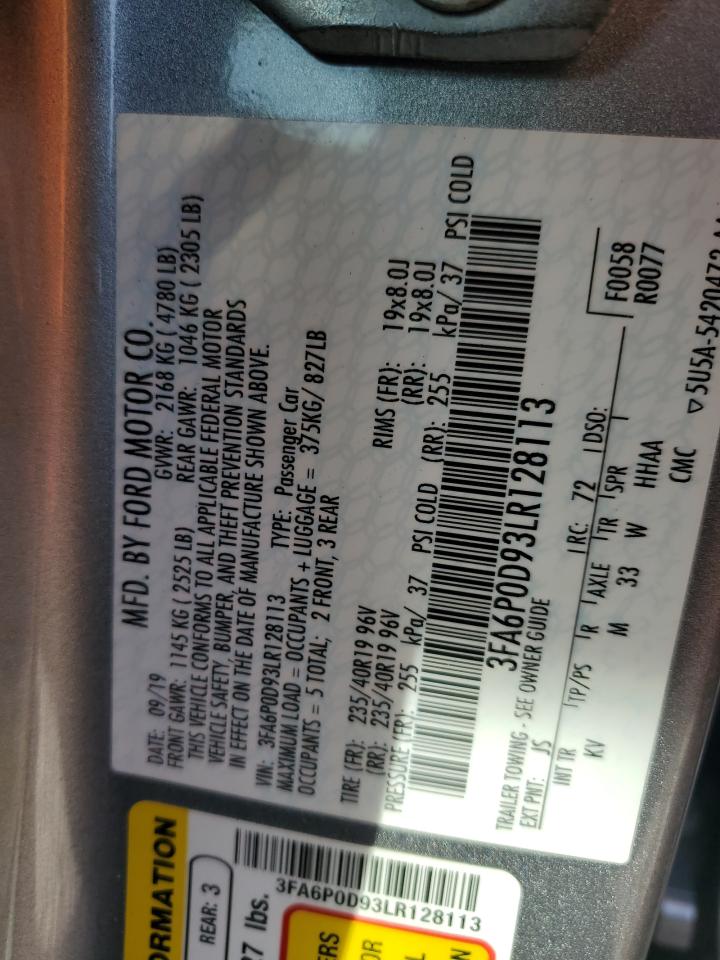 MFD. BY FORD MOTOR CO.
DATE: 09/19 GVWR: 2168 KG ( 4780 LB)
FRONT GAWR: 1145 KG ( 2525 LB) REAR GAWR: 1046 KG ( 2305 LB)
THIS VEHICLE CONFORMS TO ALL APPLICABLE FEDERAL MOTOR
VEHICLE SAFETY, BUMPER, AND THEFT PREVENTION STANDARDS
IN EFFECT ON THE DATE OF MANUFACTURE SHOWN ABOVE.
VIN: 3FA6P0D93LR128113 TYPE: Passenger Car
MAXIMUM LOAD = OCCUPANTS + LUGGAGE = 375KG/ 827LB
OCCUPANTS = 5 TOTAL; 2 FRONT, 3 REAR
TIRE (FR): 235/40R19 96V RIMS (FR): 19x8.0J
(RR): 235/40R19 96V (RR): 19x8.0J
PRESSURE (FR): 255 kPa/ 37 PSI COLD (RR): 255 kPa/ 37 PSI COLD
3FA6P0D93LR128113
TRAILER TOWING - SEE OWNER GUIDE
EXT PNT: JS RC: 72 DSO:
INT TR TP/PS R AXLE TR SPR
KV M 33 W HHAA
F0058
R0077
CMC
▽5U5A-5420472
ORMATION
REAR: 3
27 lbs.
3FA6P0D93LR128113
ERS
OR
L
N